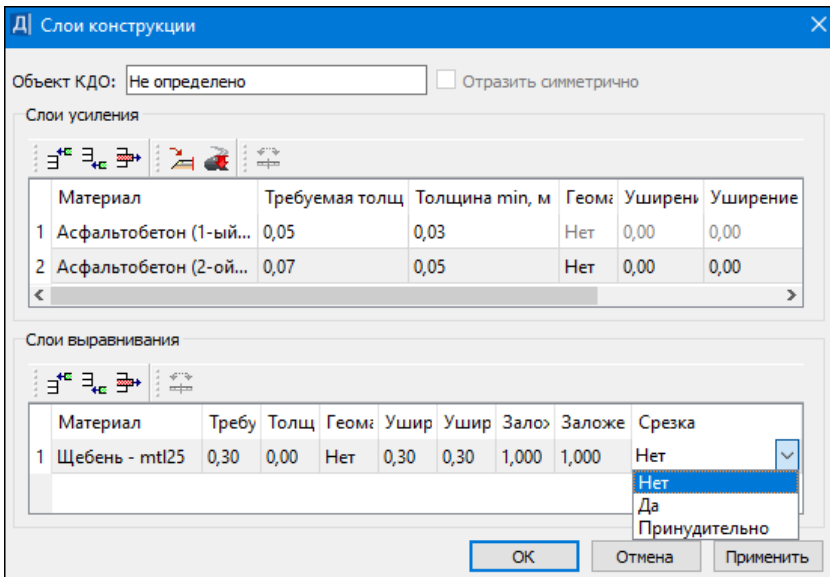 Слои конструкции
Объект КДО: Не определено Отразить симметрично
Слои усиления
Материал Требуемая толщ Толщина min, м Геома Уширени Уширение
1 Асфальтобетон (1-ый... 0,05 0,03 Нет 0,00 0,00
2 Асфальтобетон (2-ой... 0,07 0,05 Нет 0,00 0,00
Слои выравнивания
Материал Требу Толщ Геома Ушир Ушир Залож Заложе Срезка
1 Щебень - mtl25 0,30 0,00 Нет 0,30 0,30 1,000 1,000 Нет
Нет
Да
Принудительно
ОК Отмена Применить